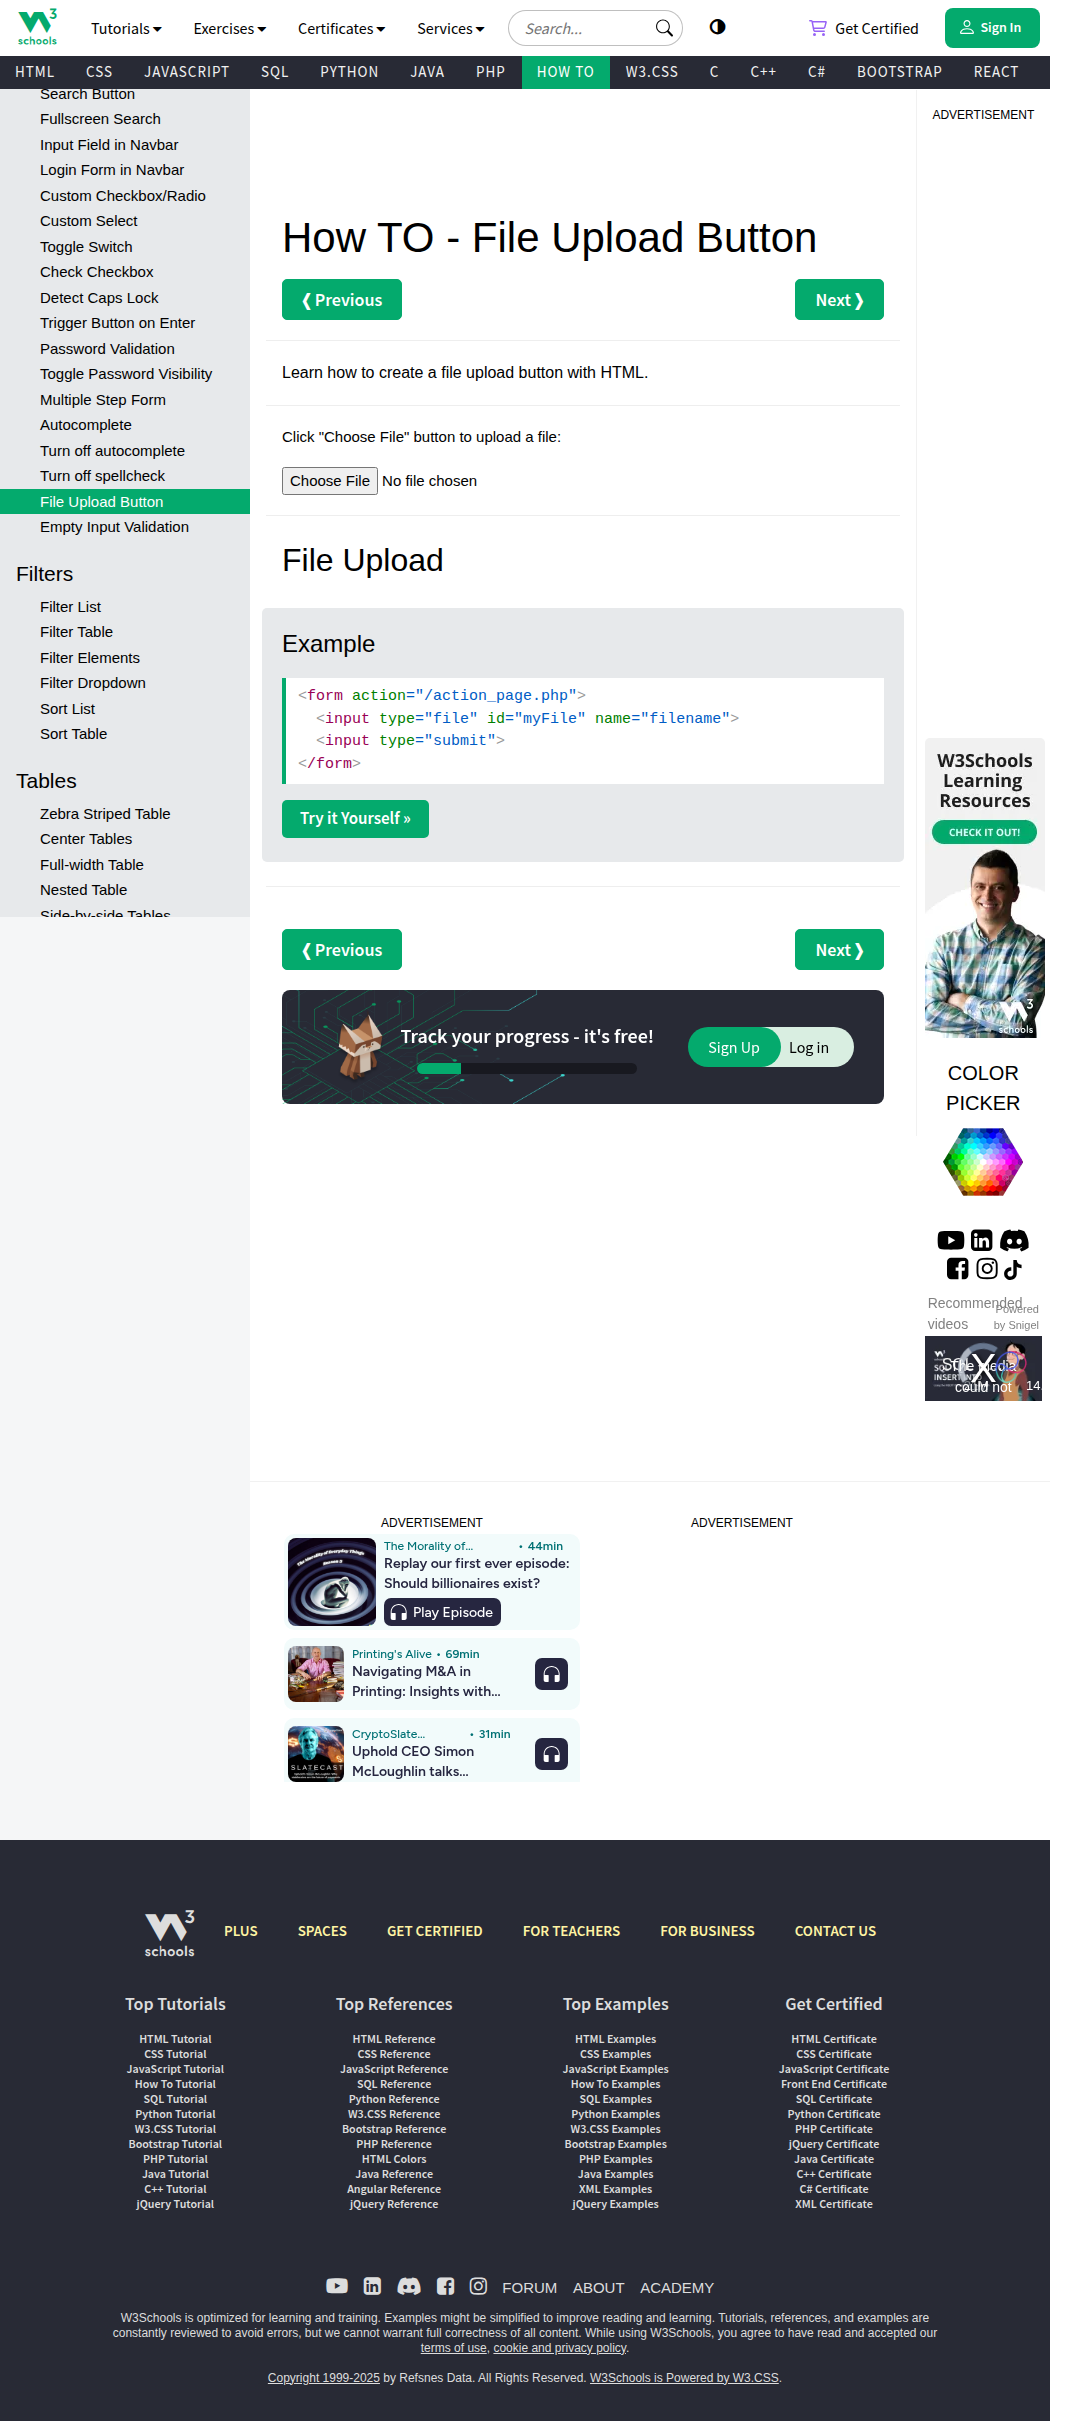 3
schools
Tutorials
Exercises
Certificates
Services
Search...
Get Certified
Sign In
HTML
CSS
JAVASCRIPT
SQL
PYTHON
JAVA
PHP
HOW TO
W3.CSS
C
C++
C#
BOOTSTRAP
REACT
Search Button
Fullscreen Search
Input Field in Navbar
Login Form in Navbar
Custom Checkbox/Radio
Custom Select
Toggle Switch
Check Checkbox
Detect Caps Lock
Trigger Button on Enter
Password Validation
Toggle Password Visibility
Multiple Step Form
Autocomplete
Turn off autocomplete
Turn off spellcheck
File Upload Button
Empty Input Validation
Filters
Filter List
Filter Table
Filter Elements
Filter Dropdown
Sort List
Sort Table
Tables
Zebra Striped Table
Center Tables
Full-width Table
Nested Table
Side-by-side Tables
How TO - File Upload Button
❮ Previous
Next ❯
Learn how to create a file upload button with HTML.
Click "Choose File" button to upload a file:
Choose File No file chosen
File Upload
Example
<form action="/action_page.php">
  <input type="file" id="myFile" name="filename">
  <input type="submit">
</form>
Try it Yourself »
❮ Previous
Next ❯
Track your progress - it's free!
Sign Up
Log in
ADVERTISEMENT
W3Schools
Learning
Resources
CHECK IT OUT!
3
schools
COLOR
PICKER
Recommended
videos
Powered
by Snigel
The media
could not
14
ADVERTISEMENT
The Morality of... • 44min
Replay our first ever episode:
Should billionaires exist?
Play Episode
Printing's Alive • 69min
Navigating M&A in
Printing: Insights with...
SLATECAST
CryptoSlate... • 31min
Uphold CEO Simon
McLoughlin talks...
ADVERTISEMENT
3
schools
PLUS
SPACES
GET CERTIFIED
FOR TEACHERS
FOR BUSINESS
CONTACT US
Top Tutorials
HTML Tutorial
CSS Tutorial
JavaScript Tutorial
How To Tutorial
SQL Tutorial
Python Tutorial
W3.CSS Tutorial
Bootstrap Tutorial
PHP Tutorial
Java Tutorial
C++ Tutorial
jQuery Tutorial
Top References
HTML Reference
CSS Reference
JavaScript Reference
SQL Reference
Python Reference
W3.CSS Reference
Bootstrap Reference
PHP Reference
HTML Colors
Java Reference
Angular Reference
jQuery Reference
Top Examples
HTML Examples
CSS Examples
JavaScript Examples
How To Examples
SQL Examples
Python Examples
W3.CSS Examples
Bootstrap Examples
PHP Examples
Java Examples
XML Examples
jQuery Examples
Get Certified
HTML Certificate
CSS Certificate
JavaScript Certificate
Front End Certificate
SQL Certificate
Python Certificate
PHP Certificate
jQuery Certificate
Java Certificate
C++ Certificate
C# Certificate
XML Certificate
FORUM
ABOUT
ACADEMY
W3Schools is optimized for learning and training. Examples might be simplified to improve reading and learning. Tutorials, references, and examples are
constantly reviewed to avoid errors, but we cannot warrant full correctness of all content. While using W3Schools, you agree to have read and accepted our
terms of use, cookie and privacy policy.
Copyright 1999-2025 by Refsnes Data. All Rights Reserved. W3Schools is Powered by W3.CSS.